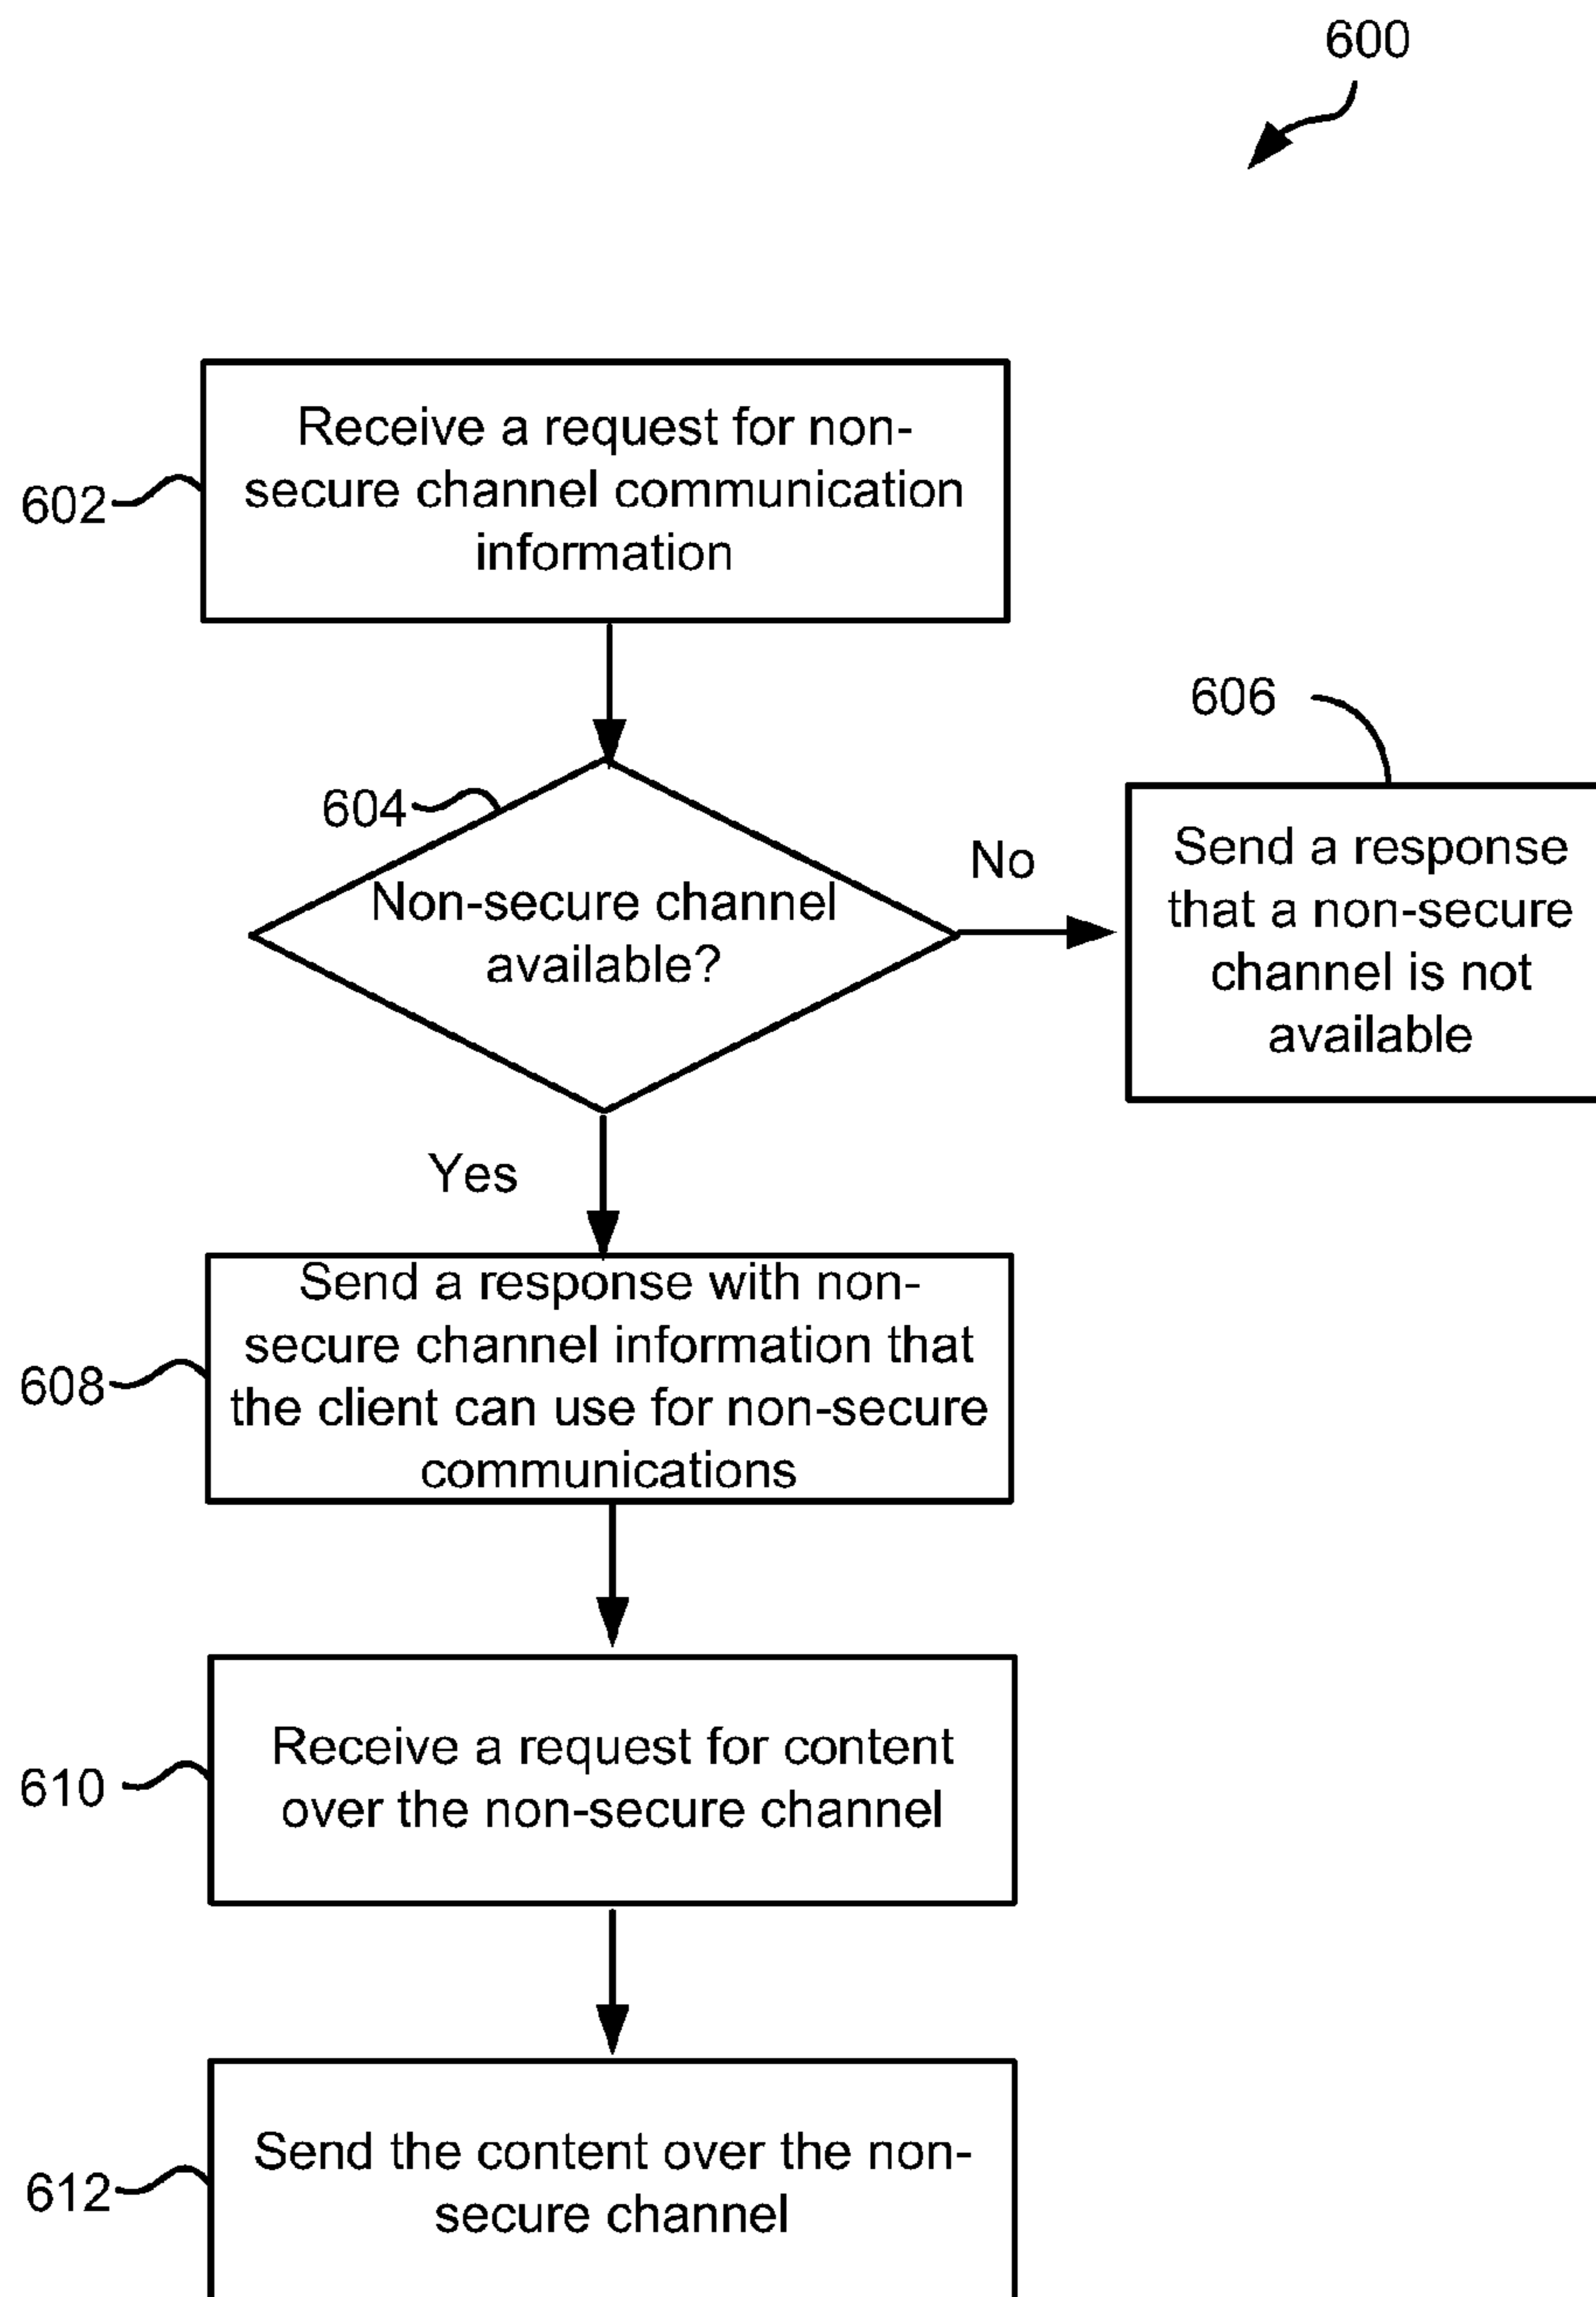 600
Receive a request for non-
secure channel communication
information
602
606
604
Non-secure channel
available?
No
Send a response
that a non-secure
channel is not
available
Yes
Send a response with non-
secure channel information that
the client can use for non-secure
communications
608
Receive a request for content
over the non-secure channel
610
Send the content over the non-
secure channel
612